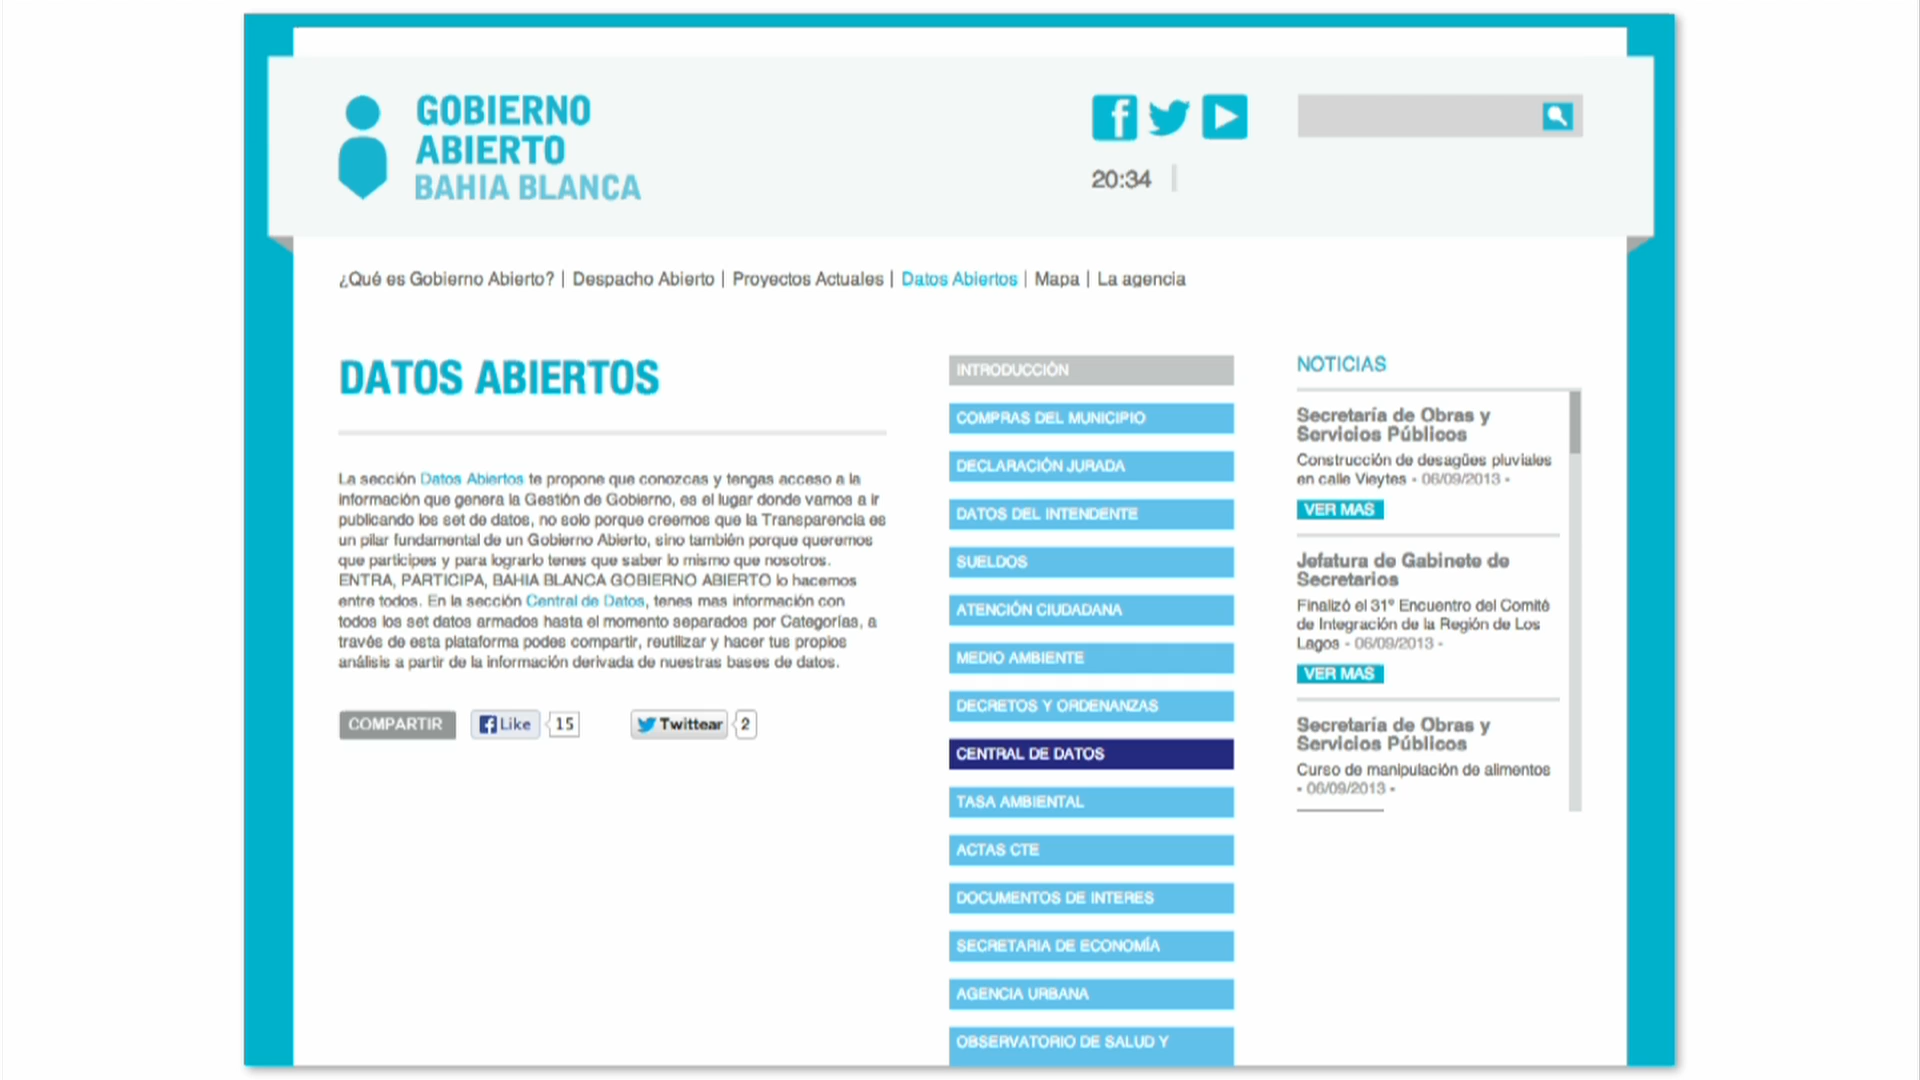 GOBIERNO
ABIERTO
BAHIA BLANCA
20:34
¿Qué es Gobierno Abierto? | Despacho Abierto | Proyectos Actuales | Datos Abiertos | Mapa | La agencia
DATOS ABIERTOS
La sección Datos Abiertos te propone que conozcas y tengas acceso a la
información que genera la Gestión de Gobierno, es el lugar donde vamos a ir
publicando los set de datos, no solo porque creemos que la Transparencia es
un pilar fundamental de un Gobierno Abierto, sino también porque queremos
que participes y para lograrlo tenes que saber lo mismo que nosotros.
ENTRA, PARTICIPA, BAHIA BLANCA GOBIERNO ABIERTO lo hacemos
entre todos. En la sección Central de Datos, tenes mas información con
todos los set datos armados hasta el momento separados por Categorías, a
través de esta plataforma podes compartir, reutilizar y hacer tus propios
análisis a partir de la información derivada de nuestras bases de datos.
COMPARTIR
Like 15
Twittear 2
INTRODUCCIÓN
COMPRAS DEL MUNICIPIO
DECLARACIÓN JURADA
DATOS DEL INTENDENTE
SUELDOS
ATENCIÓN CIUDADANA
MEDIO AMBIENTE
DECRETOS Y ORDENANZAS
CENTRAL DE DATOS
TASA AMBIENTAL
ACTAS CTE
DOCUMENTOS DE INTERES
SECRETARIA DE ECONOMÍA
AGENCIA URBANA
OBSERVATORIO DE SALUD Y
NOTICIAS
Secretaría de Obras y
Servicios Públicos
Construcción de desagües pluviales
en calle Vieytes - 06/09/2013 -
VER MAS
Jefatura de Gabinete de
Secretarios
Finalizó el 31º Encuentro del Comité
de Integración de la Región de Los
Lagos - 06/09/2013 -
VER MAS
Secretaría de Obras y
Servicios Públicos
Curso de manipulación de alimentos
- 06/09/2013 -